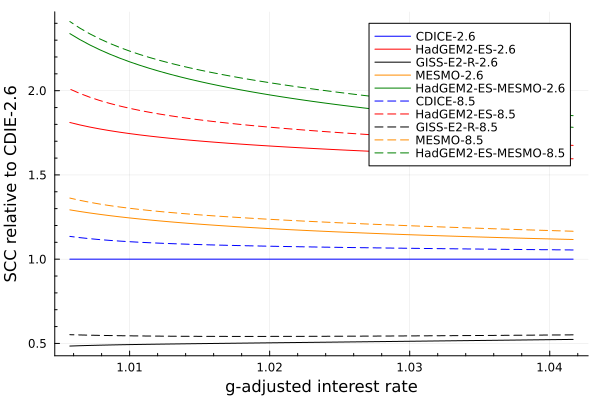 SCC relative to CDIE-2.6
2.0
1.5
1.0
0.5
CDICE-2.6
HadGEM2-ES-2.6
GISS-E2-R-2.6
MESMO-2.6
HadGEM2-ES-MESMO-2.6
CDICE-8.5
HadGEM2-ES-8.5
GISS-E2-R-8.5
MESMO-8.5
HadGEM2-ES-MESMO-8.5
1.01 1.02 1.03 1.04
g-adjusted interest rate